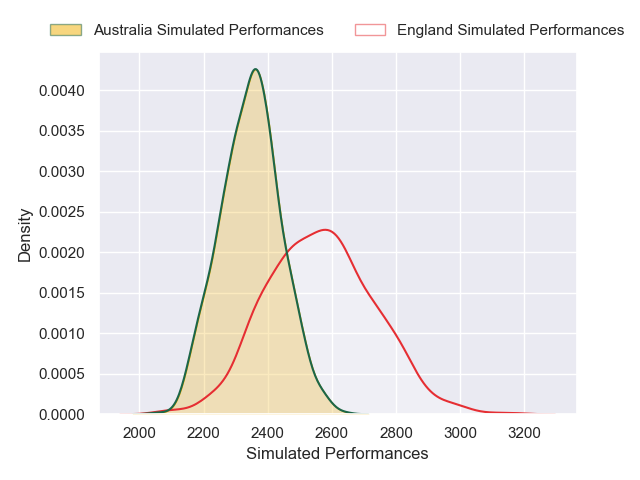 Australia Simulated Performances England Simulated Performances
0.0040
0.0035
0.0030
0.0025
0.0020
0.0015
0.0010
0.0005
0.0000
Density
2000 2200 2400 2600 2800 3000 3200
Simulated Performances